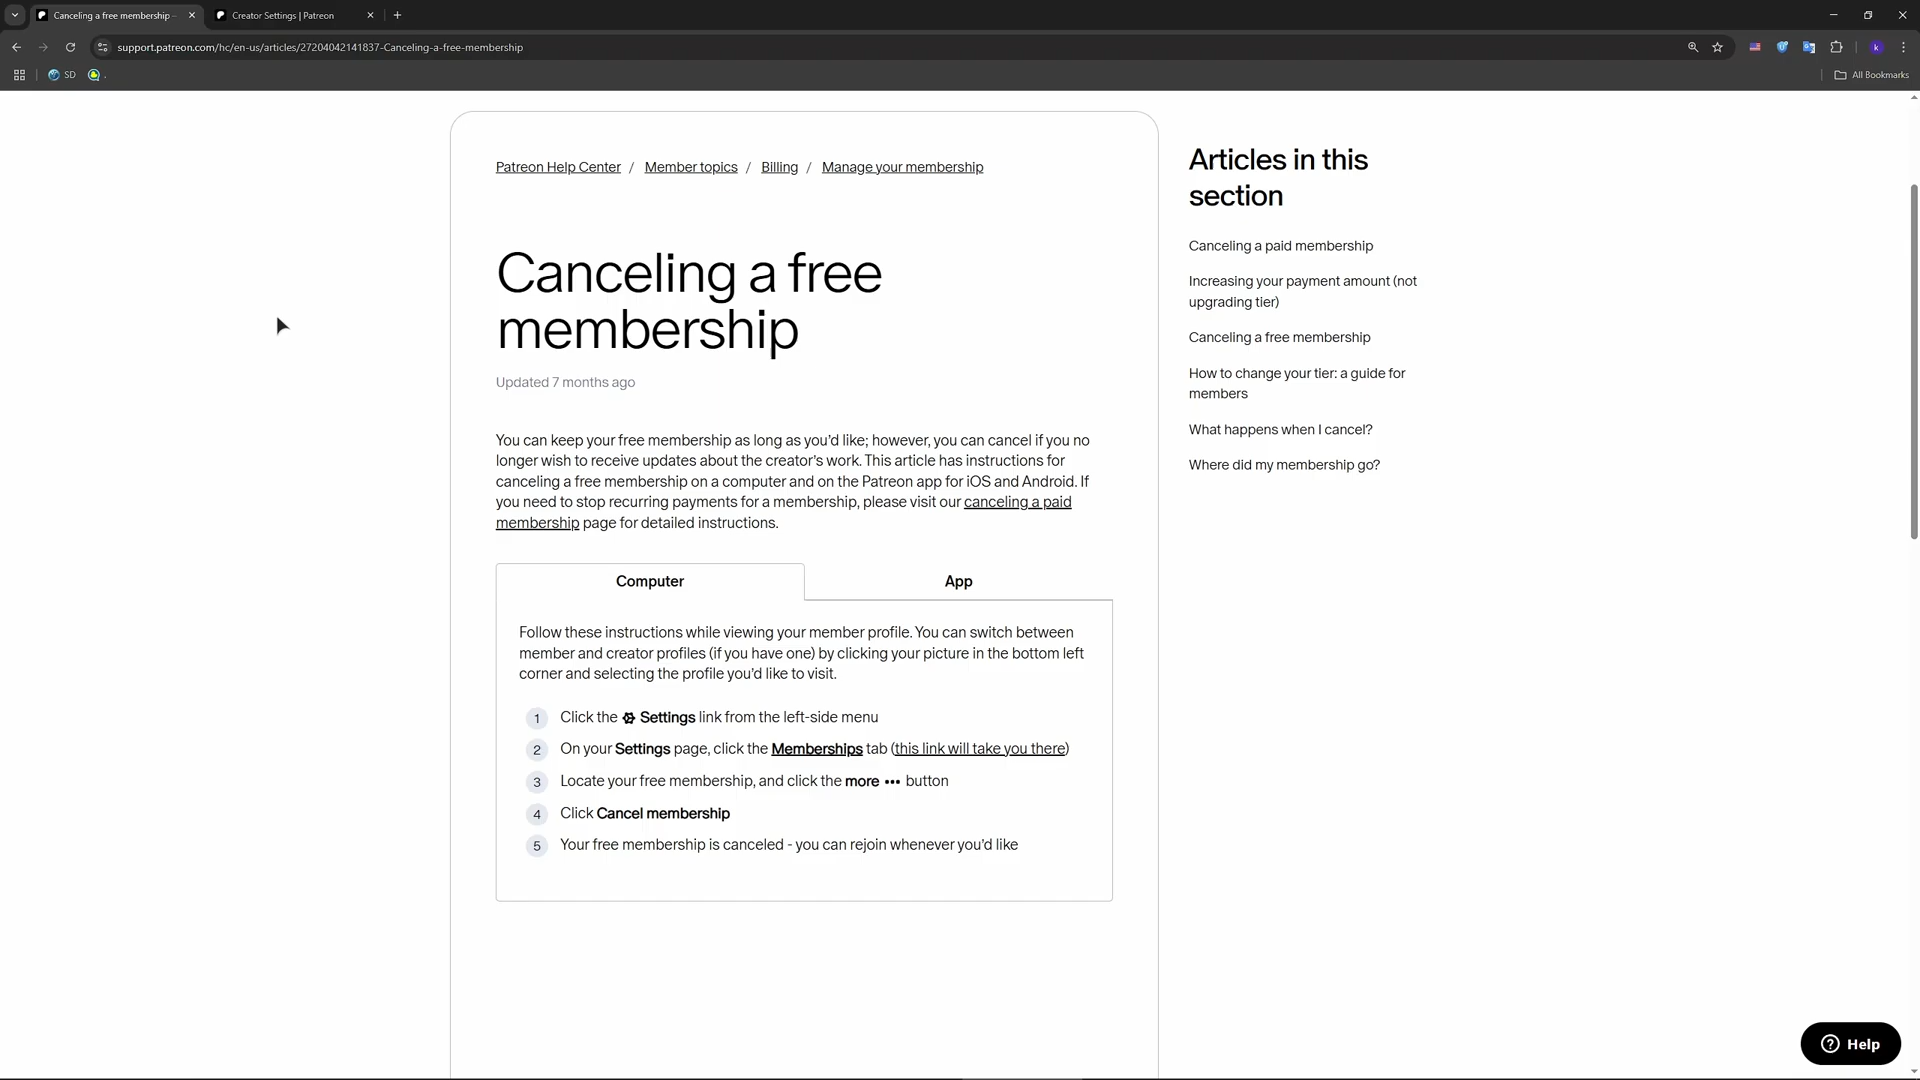 Canceling a free membership –
Creator Settings | Patreon
support.patreon.com/hc/en-us/articles/27204042141837-Canceling-a-free-membership
k
SD
.
All Bookmarks
Patreon Help Center / Member topics / Billing / Manage your membership
Canceling a free
membership
Updated 7 months ago
You can keep your free membership as long as you'd like; however, you can cancel if you no
longer wish to receive updates about the creator's work. This article has instructions for
canceling a free membership on a computer and on the Patreon app for iOS and Android. If
you need to stop recurring payments for a membership, please visit our canceling a paid
membership page for detailed instructions.
Computer
App
Follow these instructions while viewing your member profile. You can switch between
member and creator profiles (if you have one) by clicking your picture in the bottom left
corner and selecting the profile you'd like to visit.
1 Click the Settings link from the left-side menu
2 On your Settings page, click the Memberships tab (this link will take you there)
3 Locate your free membership, and click the more ••• button
4 Click Cancel membership
5 Your free membership is canceled - you can rejoin whenever you'd like
Articles in this
section
Canceling a paid membership
Increasing your payment amount (not
upgrading tier)
Canceling a free membership
How to change your tier: a guide for
members
What happens when I cancel?
Where did my membership go?
Help